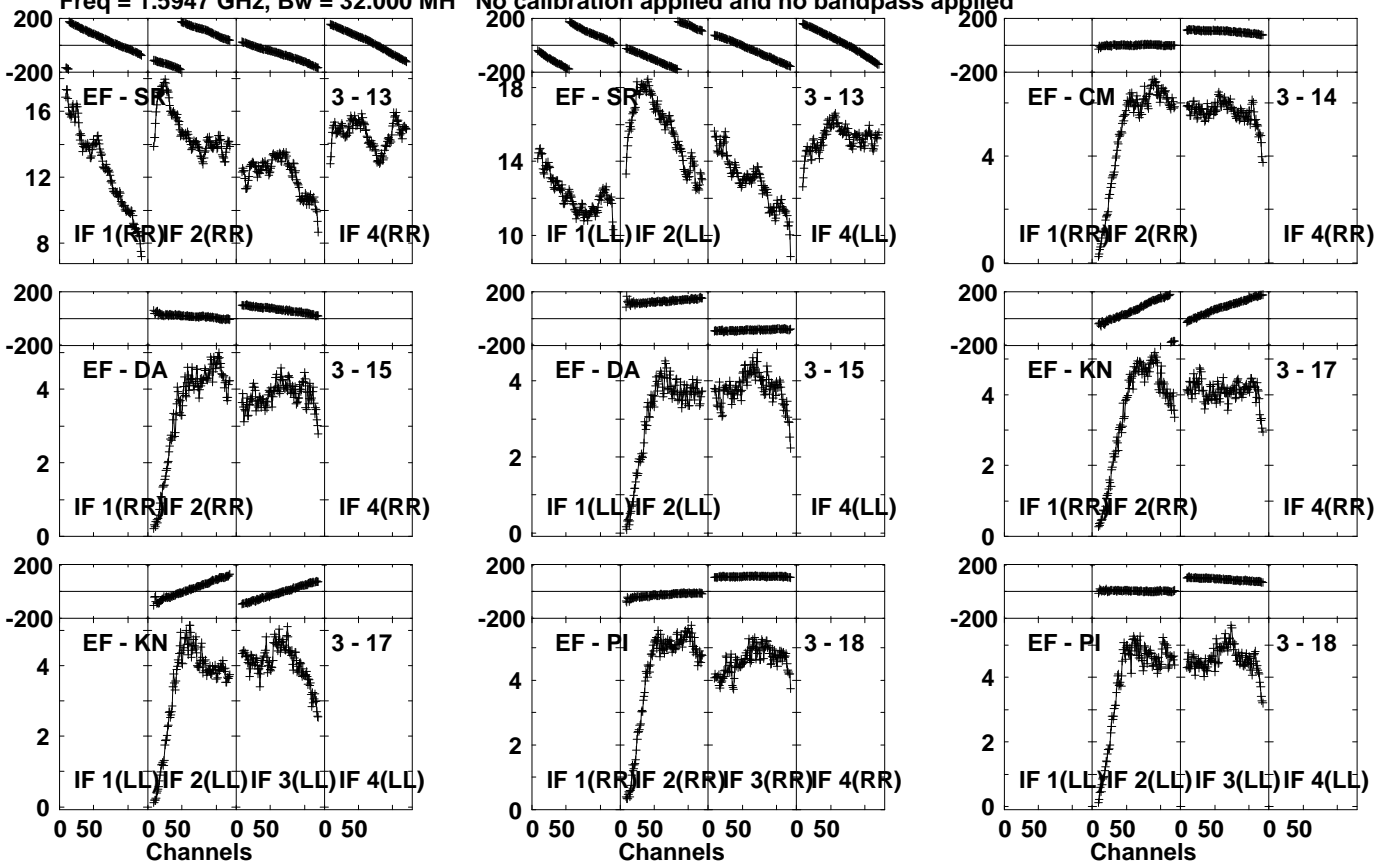 Freq = 1.5947 GHz, Bw = 32.000 MH No calibration applied and no bandpass applied
200
-200
EF - SR 3 - 13
16
12
8
IF 1(RR) IF 2(RR) IF 4(RR)
EF - SR 3 - 13
18
14
10
IF 1(LL) IF 2(LL) IF 4(LL)
200
-200
EF - CM 3 - 14
4
0
IF 1(RR) IF 2(RR) IF 4(RR)
200
-200
EF - DA 3 - 15
4
2
0
IF 1(RR) IF 2(RR) IF 4(RR)
EF - DA 3 - 15
4
2
0
IF 1(LL) IF 2(LL) IF 4(LL)
200
-200
EF - KN 3 - 17
4
2
0
IF 1(RR) IF 2(RR) IF 4(RR)
200
-200
EF - KN 3 - 17
4
2
0
IF 1(LL) IF 2(LL) IF 3(LL) IF 4(LL)
0 50 0 50 0 50 0 50
Channels
200
-200
EF - PI 3 - 18
4
2
0
IF 1(RR) IF 2(RR) IF 3(RR) IF 4(RR)
0 50 0 50 0 50 0 50
Channels
200
-200
EF - PI 3 - 18
4
2
0
IF 1(LL) IF 2(LL) IF 3(LL) IF 4(LL)
0 50 0 50 0 50 0 50
Channels